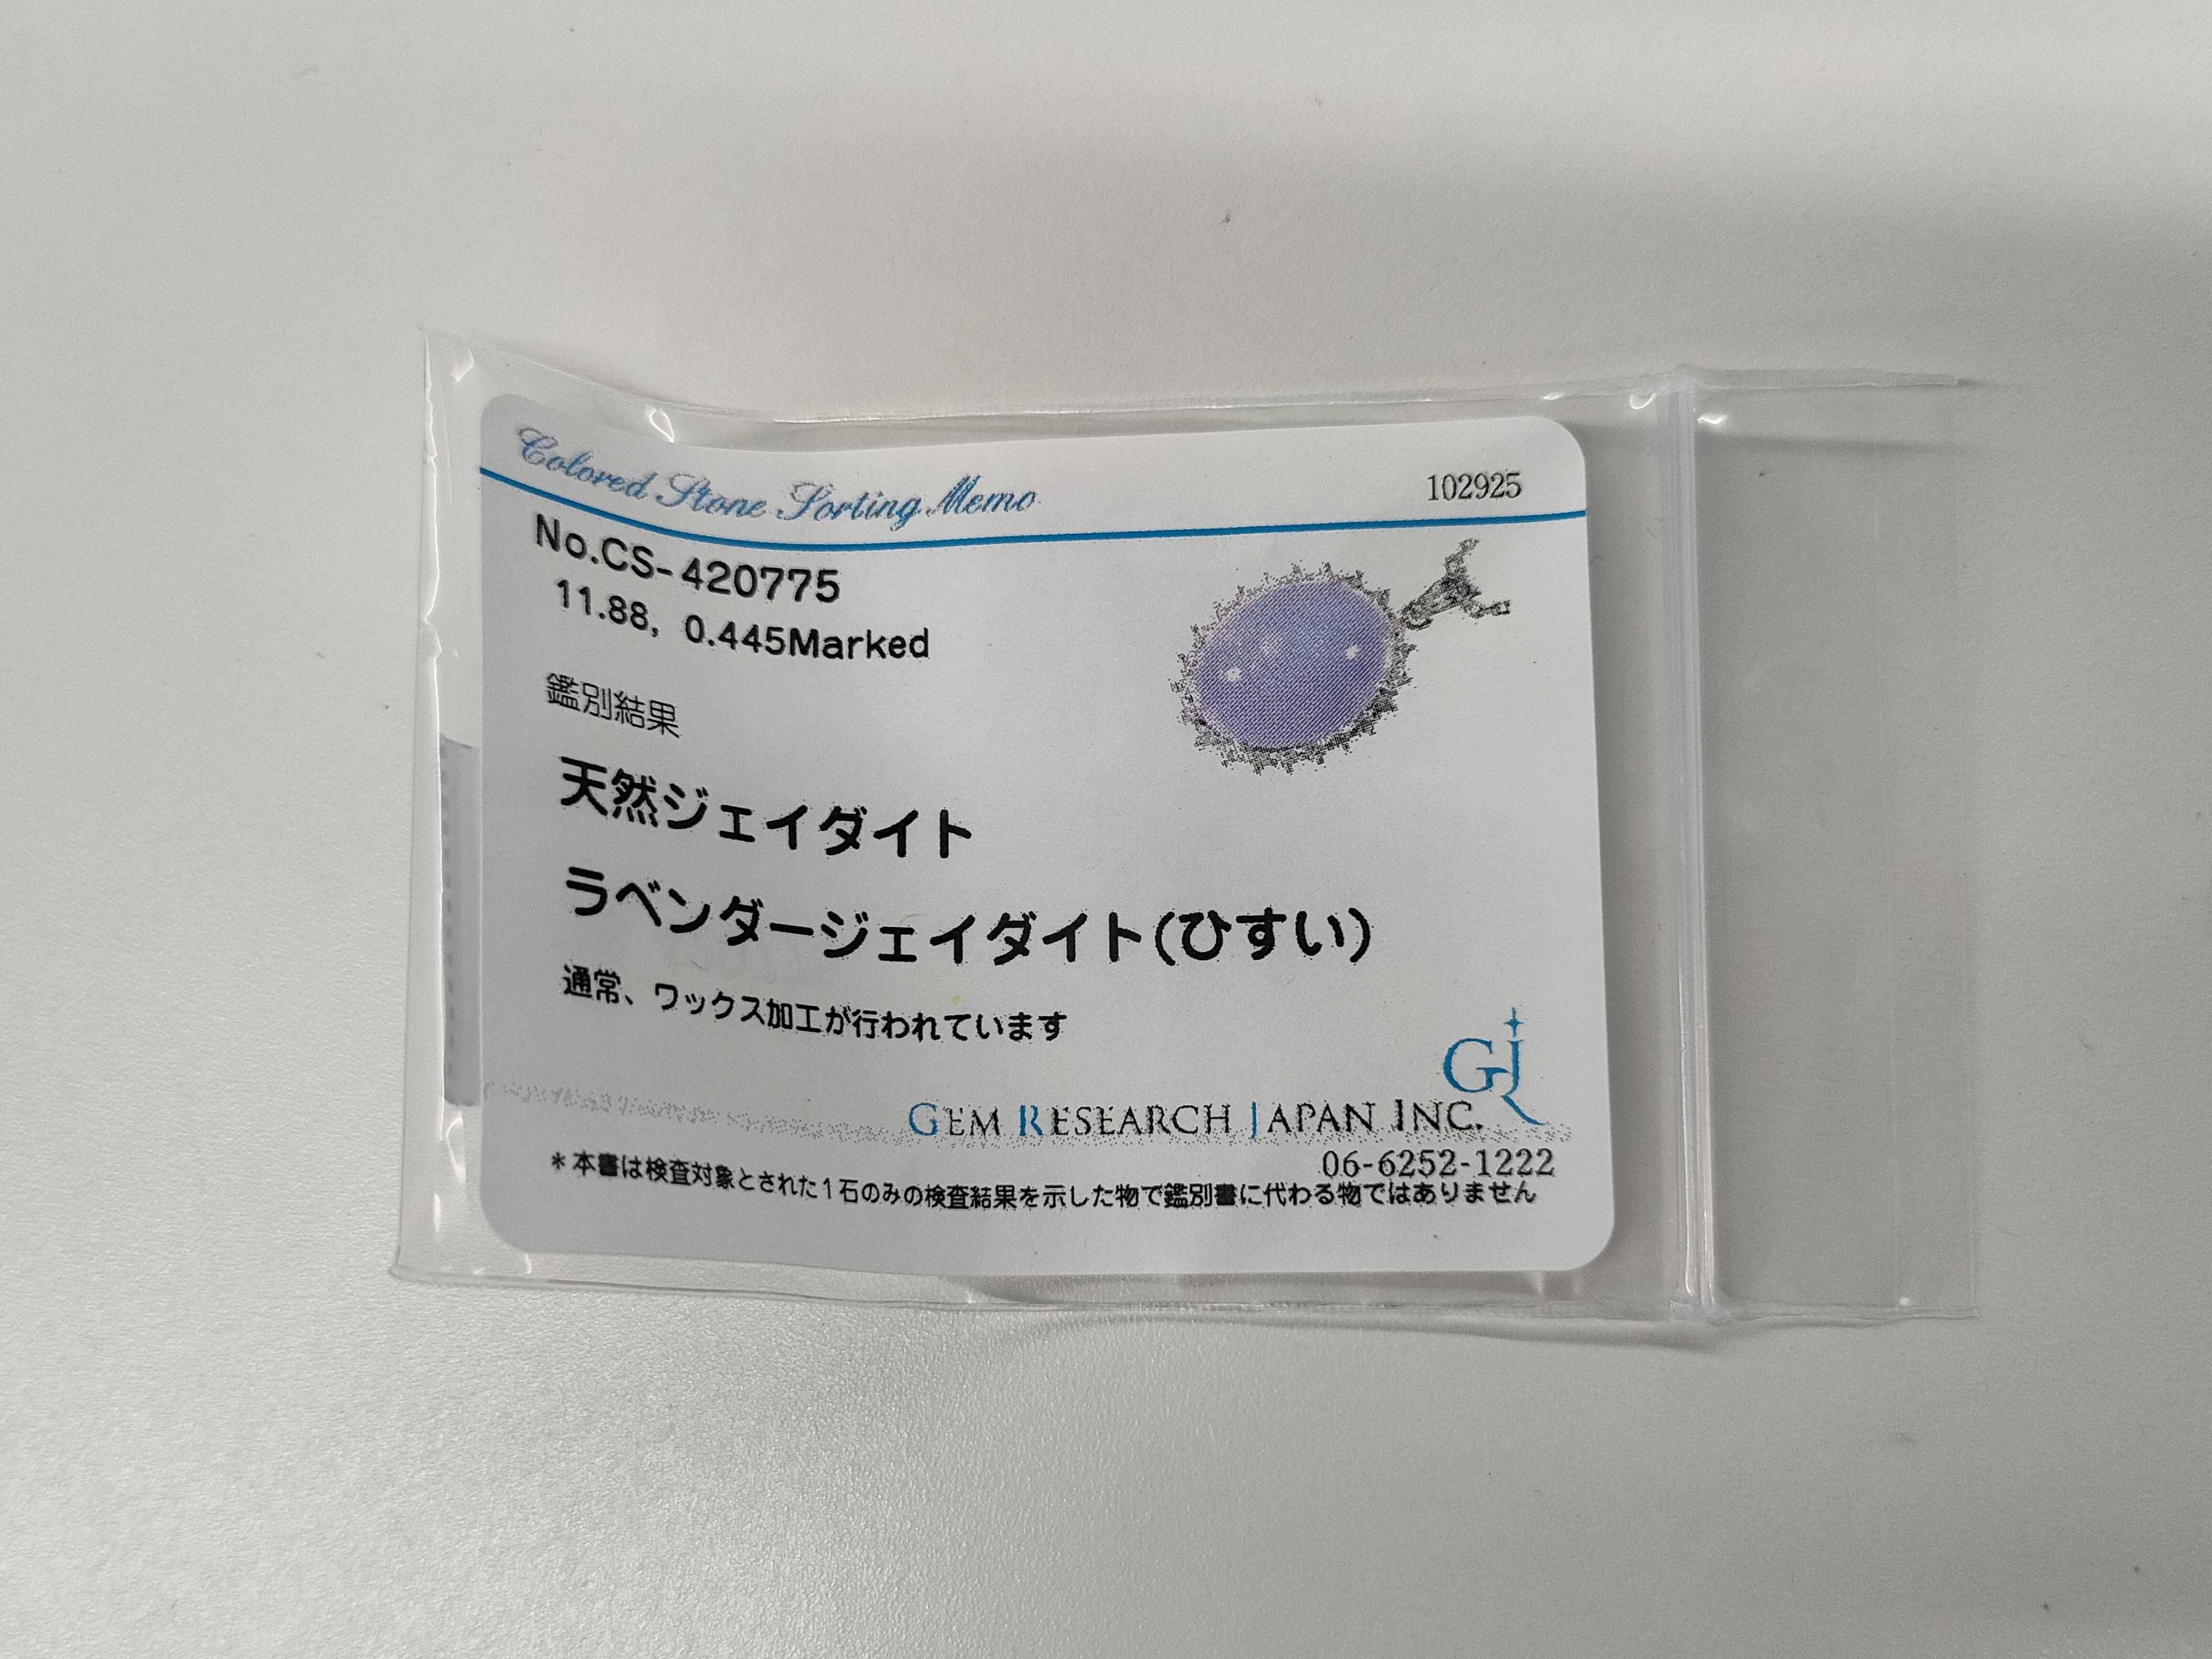 Colored Stone Sorting Memo
102925
No.CS-420775
11.88, 0.445Marked
鑑別結果
天然ジェイダイト
ラベンダージェイダイト(ひすい)
通常、ワックス加工が行われています
GJR
GEM RESEARCH JAPAN INC.
06-6252-1222
*本書は検査対象とされた1石のみの検査結果を示した物で鑑別書に代わる物ではありません